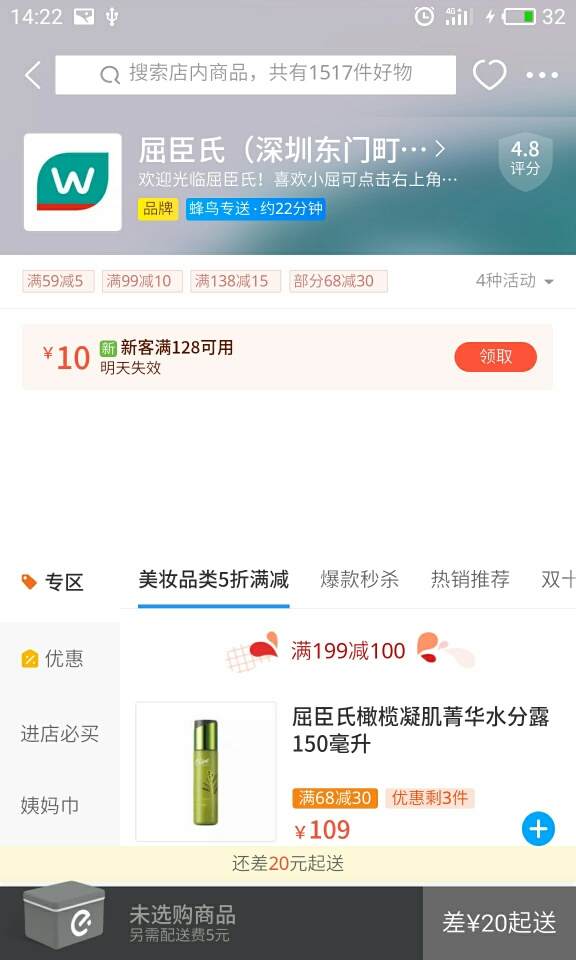 14:22
4G
32
搜索店内商品，共有1517件好物
W
屈臣氏（深圳东门町…
4.8
评分
欢迎光临屈臣氏！喜欢小屈可点击右上角…
品牌
蜂鸟专送·约22分钟
满59减5
满99减10
满138减15
部分68减30
4种活动
¥10
新
新客满128可用
明天失效
领取
专区
美妆品类5折满减
爆款秒杀
热销推荐
双十
优惠
进店必买
姨妈巾
满199减100
屈臣氏橄榄凝肌菁华水分露
150毫升
满68减30
优惠剩3件
¥109
还差20元起送
未选购商品
另需配送费5元
差¥20起送